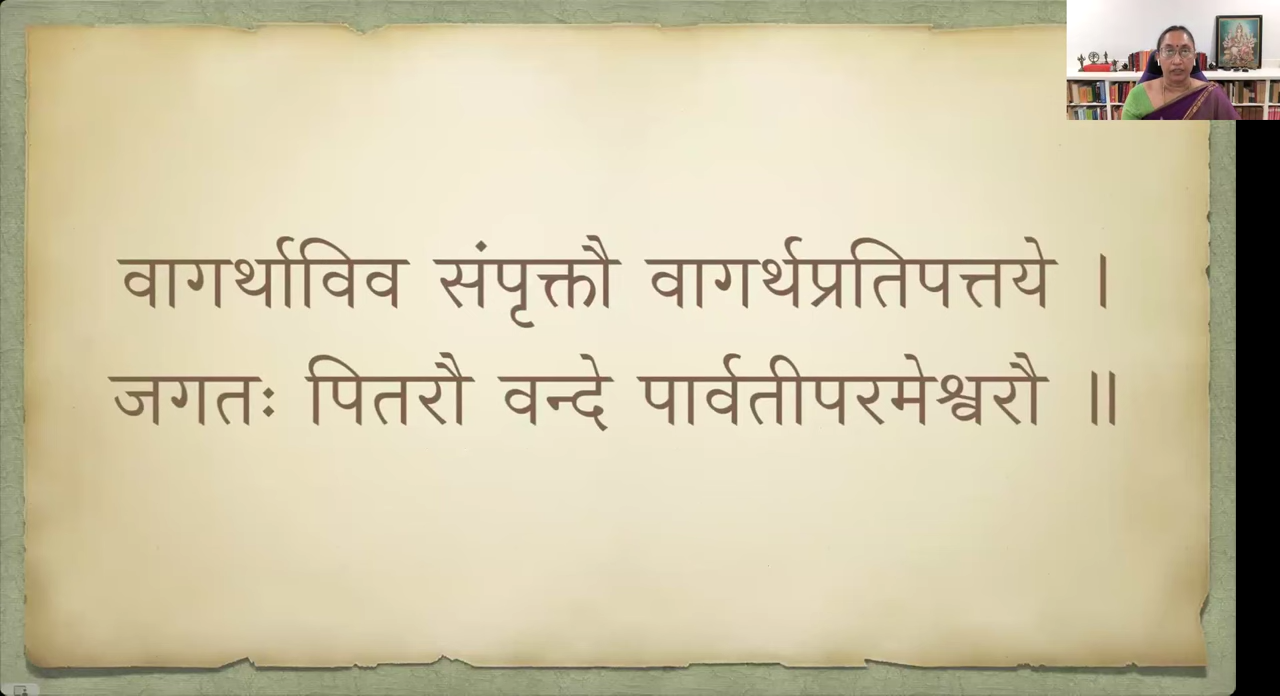 वागर्थाविव संपृक्तौ वागर्थप्रतिपत्तये ।
जगतः पितरौ वन्दे पार्वतीपरमेश्वरौ ॥